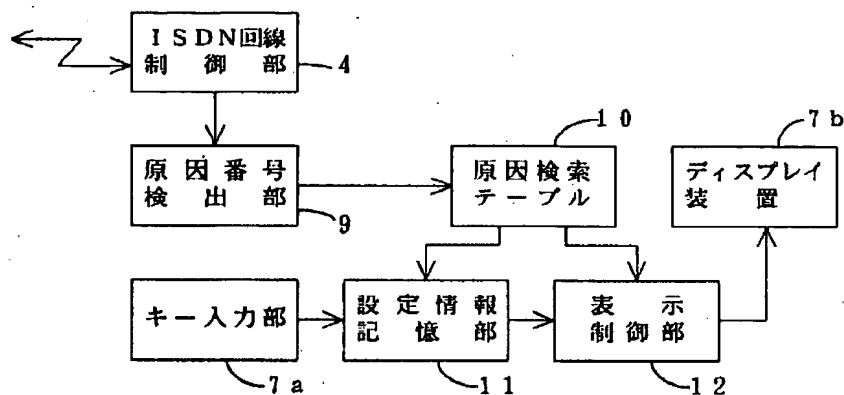 ISDN回線
制御部
4
原因番号
検出部
9
原因検索
テーブル
10
ディスプレイ
装置
7b
キー入力部
7a
設定情報
記憶部
11
表示
制御部
12